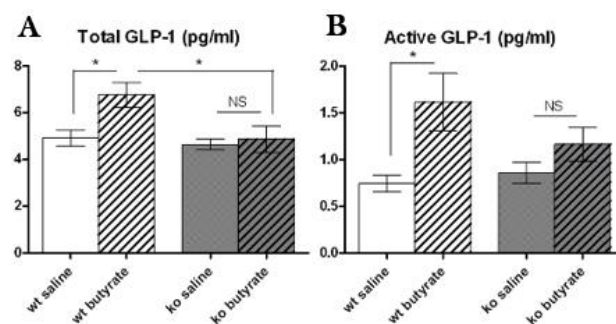 A
Total GLP-1 (pg/ml)
8
6
4
2
0
*
*
NS
wt saline
wt butyrate
ko saline
ko butyrate
B
Active GLP-1 (pg/ml)
2.0
1.5
1.0
0.5
0.0
*
NS
wt saline
wt butyrate
ko saline
ko butyrate